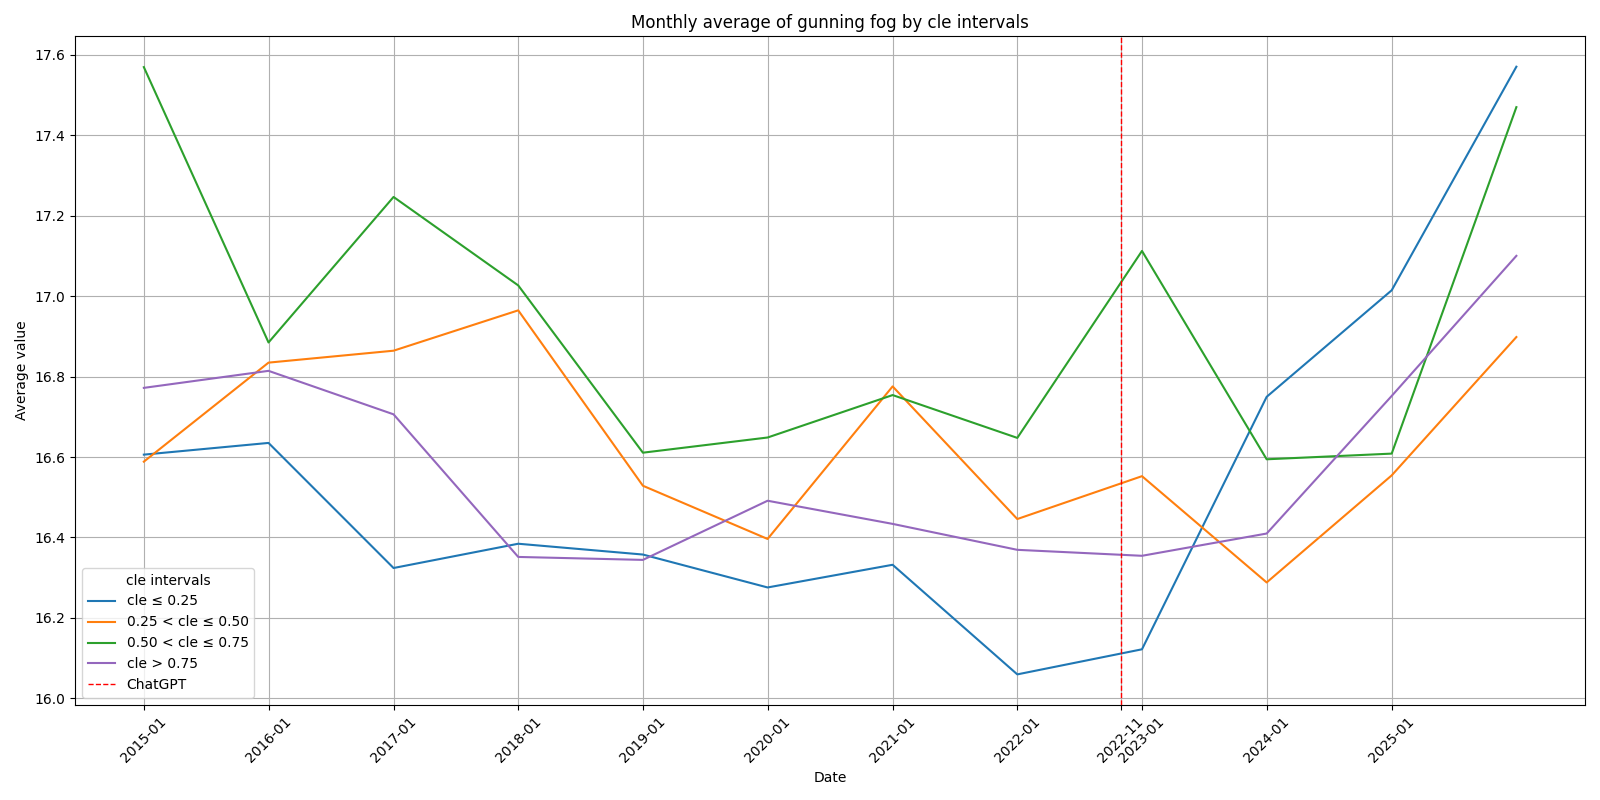 Monthly average of gunning fog by cle intervals
17.6
17.4
17.2
17.0
16.8
16.6
16.4
16.2
16.0
Average value
cle intervals
cle ≤ 0.25
0.25 < cle ≤ 0.50
0.50 < cle ≤ 0.75
cle > 0.75
ChatGPT
2015-01
2016-01
2017-01
2018-01
2019-01
2020-01
2021-01
2022-01
2022-11
2023-01
2024-01
2025-01
Date